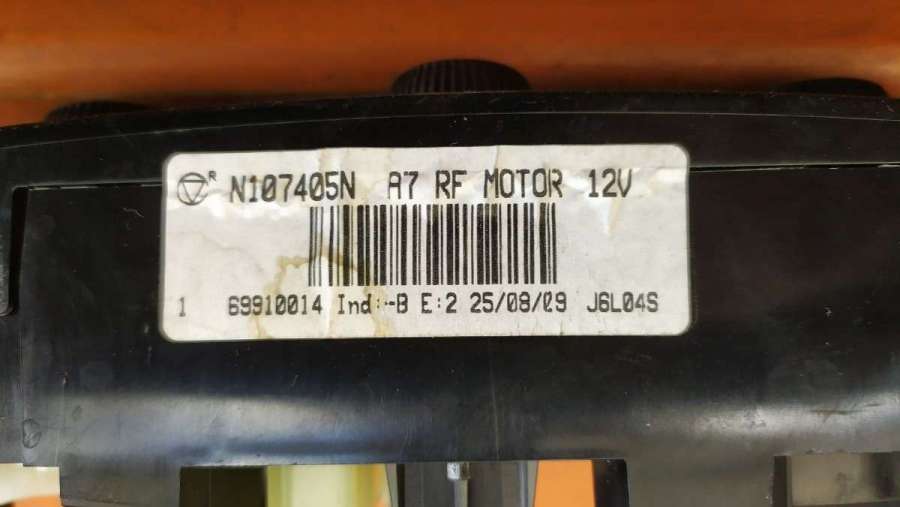 R N107405N A7 RF MOTOR 12V
1 69910014 Ind:-B E:2 25/08/09 J6L04S